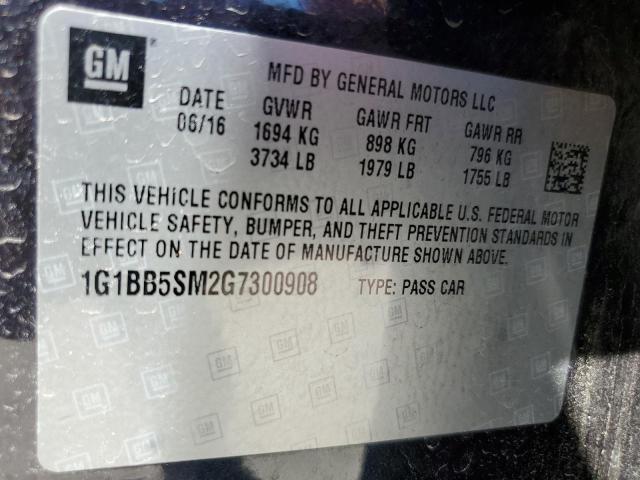 GM
MFD BY GENERAL MOTORS LLC
DATE GVWR GAWR FRT GAWR RR
06/16 1694 KG 898 KG 796 KG
3734 LB 1979 LB 1755 LB
THIS VEHICLE CONFORMS TO ALL APPLICABLE U.S. FEDERAL MOTOR
VEHICLE SAFETY, BUMPER, AND THEFT PREVENTION STANDARDS IN
EFFECT ON THE DATE OF MANUFACTURE SHOWN ABOVE.
1G1BB5SM2G7300908 TYPE: PASS CAR